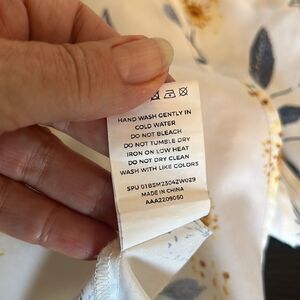 HAND WASH GENTLY IN
COLD WATER
DO NOT BLEACH
DO NOT TUMBLE DRY
IRON ON LOW HEAT
DO NOT DRY CLEAN
WASH WITH LIKE COLORS
SPU 01BSM2304ZW029
MADE IN CHINA
AAA2209060